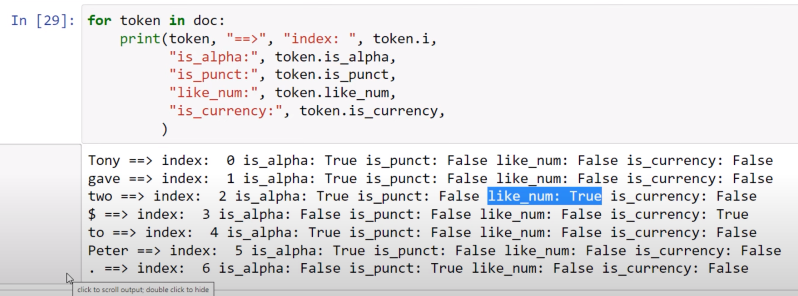 In [29]: for token in doc:
print(token, "==>", "index: ", token.i,
"is_alpha:", token.is_alpha,
"is_punct:", token.is_punct,
"like_num:", token.like_num,
"is_currency:", token.is_currency,
)
Tony ==> index:  0 is_alpha: True is_punct: False like_num: False is_currency: False
gave ==> index:  1 is_alpha: True is_punct: False like_num: False is_currency: False
two ==> index:  2 is_alpha: True is_punct: False like_num: True is_currency: False
$ ==> index:  3 is_alpha: False is_punct: False like_num: False is_currency: True
to ==> index:  4 is_alpha: True is_punct: False like_num: False is_currency: False
Peter ==> index:  5 is_alpha: True is_punct: False like_num: False is_currency: False
. ==> index:  6 is_alpha: False is_punct: True like_num: False is_currency: False
click to scroll output; double click to hide